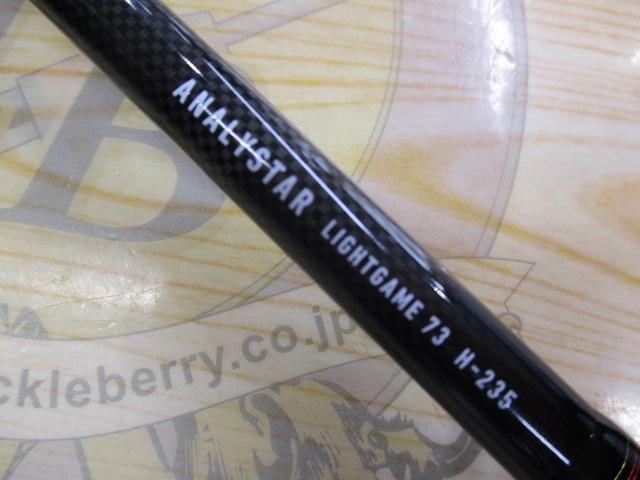 ANALYSTAR LIGHTGAME 73 H-235
B
ckleberry.co.jp